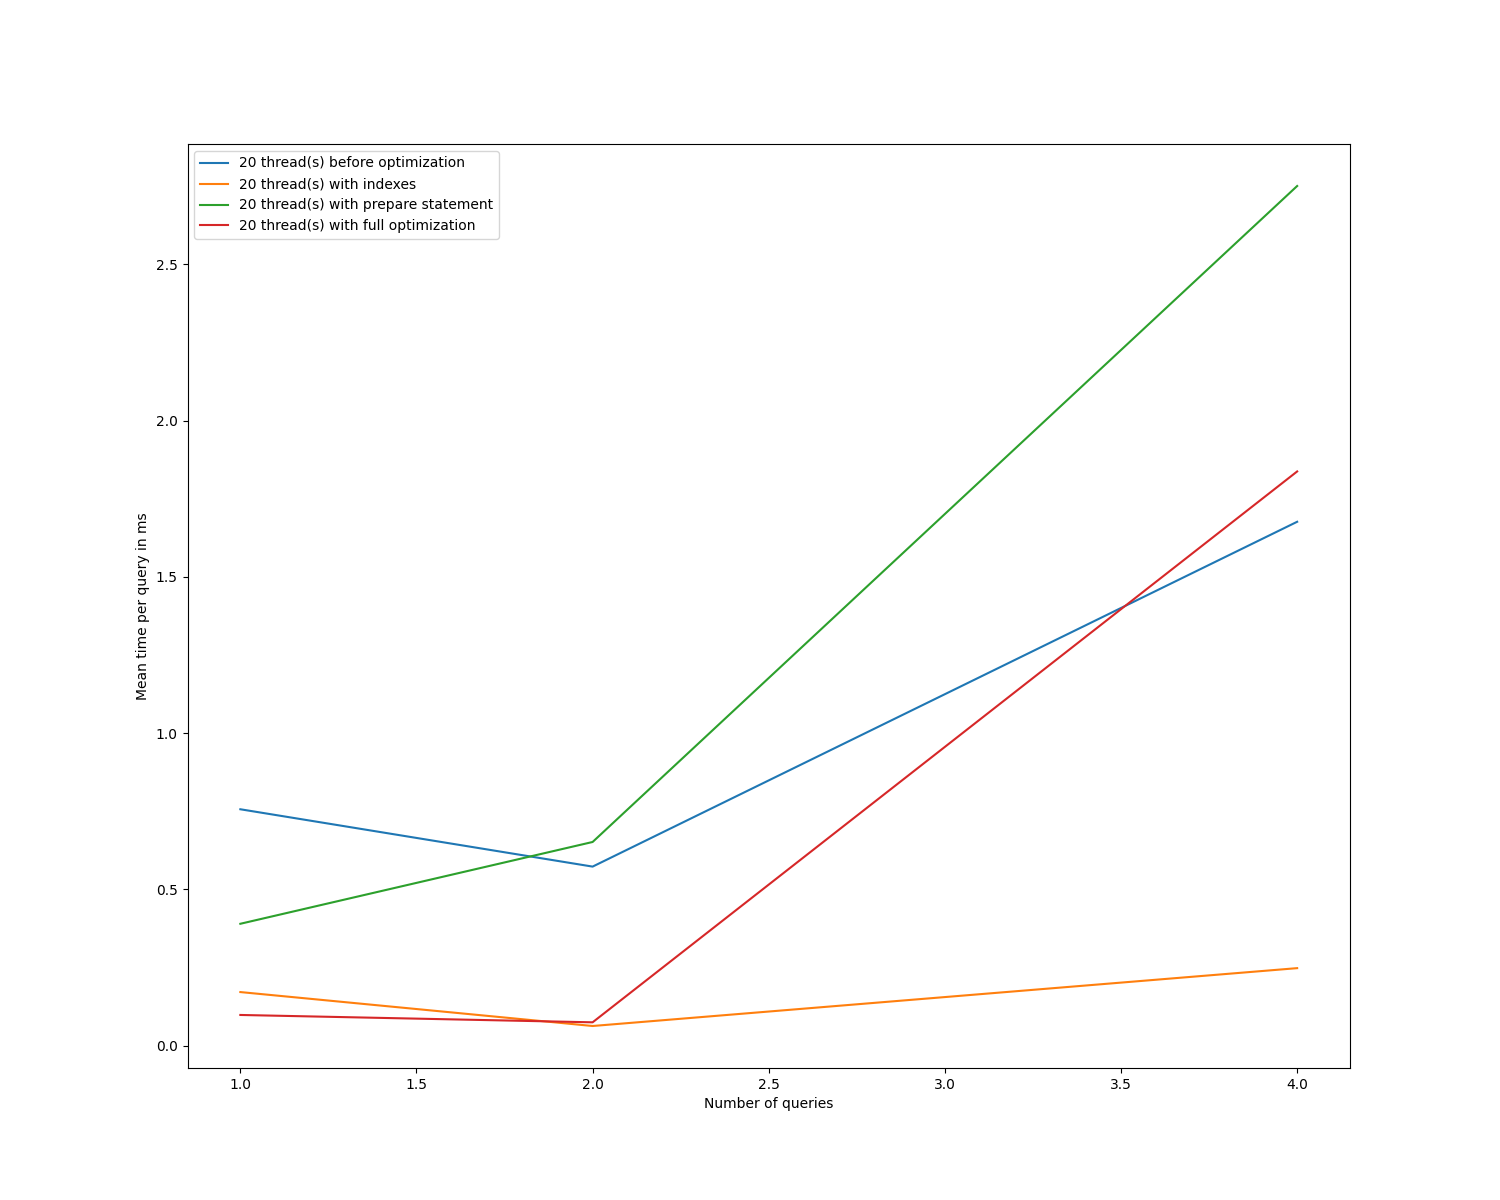 20 thread(s) before optimization
20 thread(s) with indexes
20 thread(s) with prepare statement
20 thread(s) with full optimization
2.5
2.0
1.5
1.0
0.5
0.0
Mean time per query in ms
1.0 1.5 2.0 2.5 3.0 3.5 4.0
Number of queries